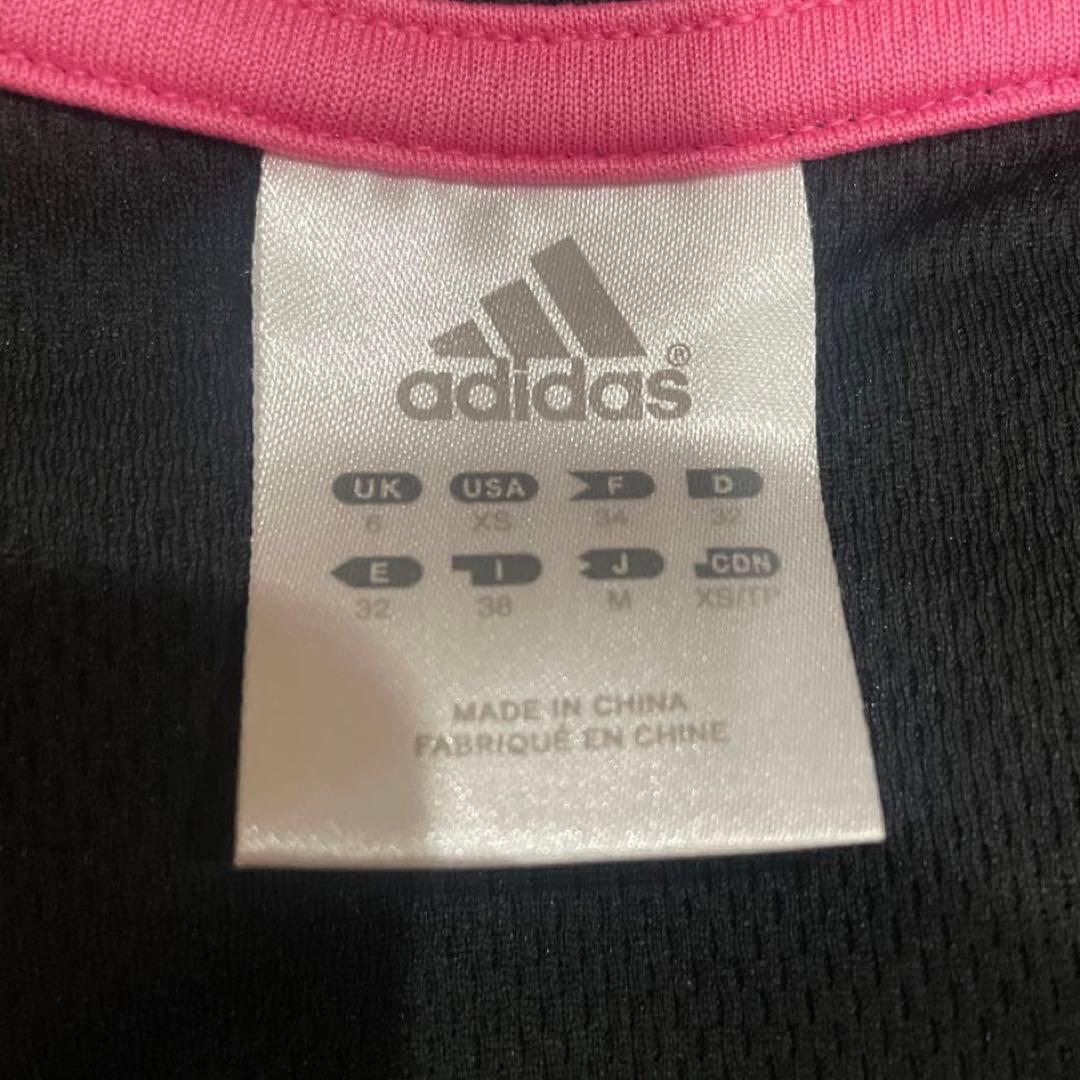 adidas®
UK USA F D
6 XS 34 32
E I J CDN
32 38 M XS/TP
MADE IN CHINA
FABRIQUÉ EN CHINE